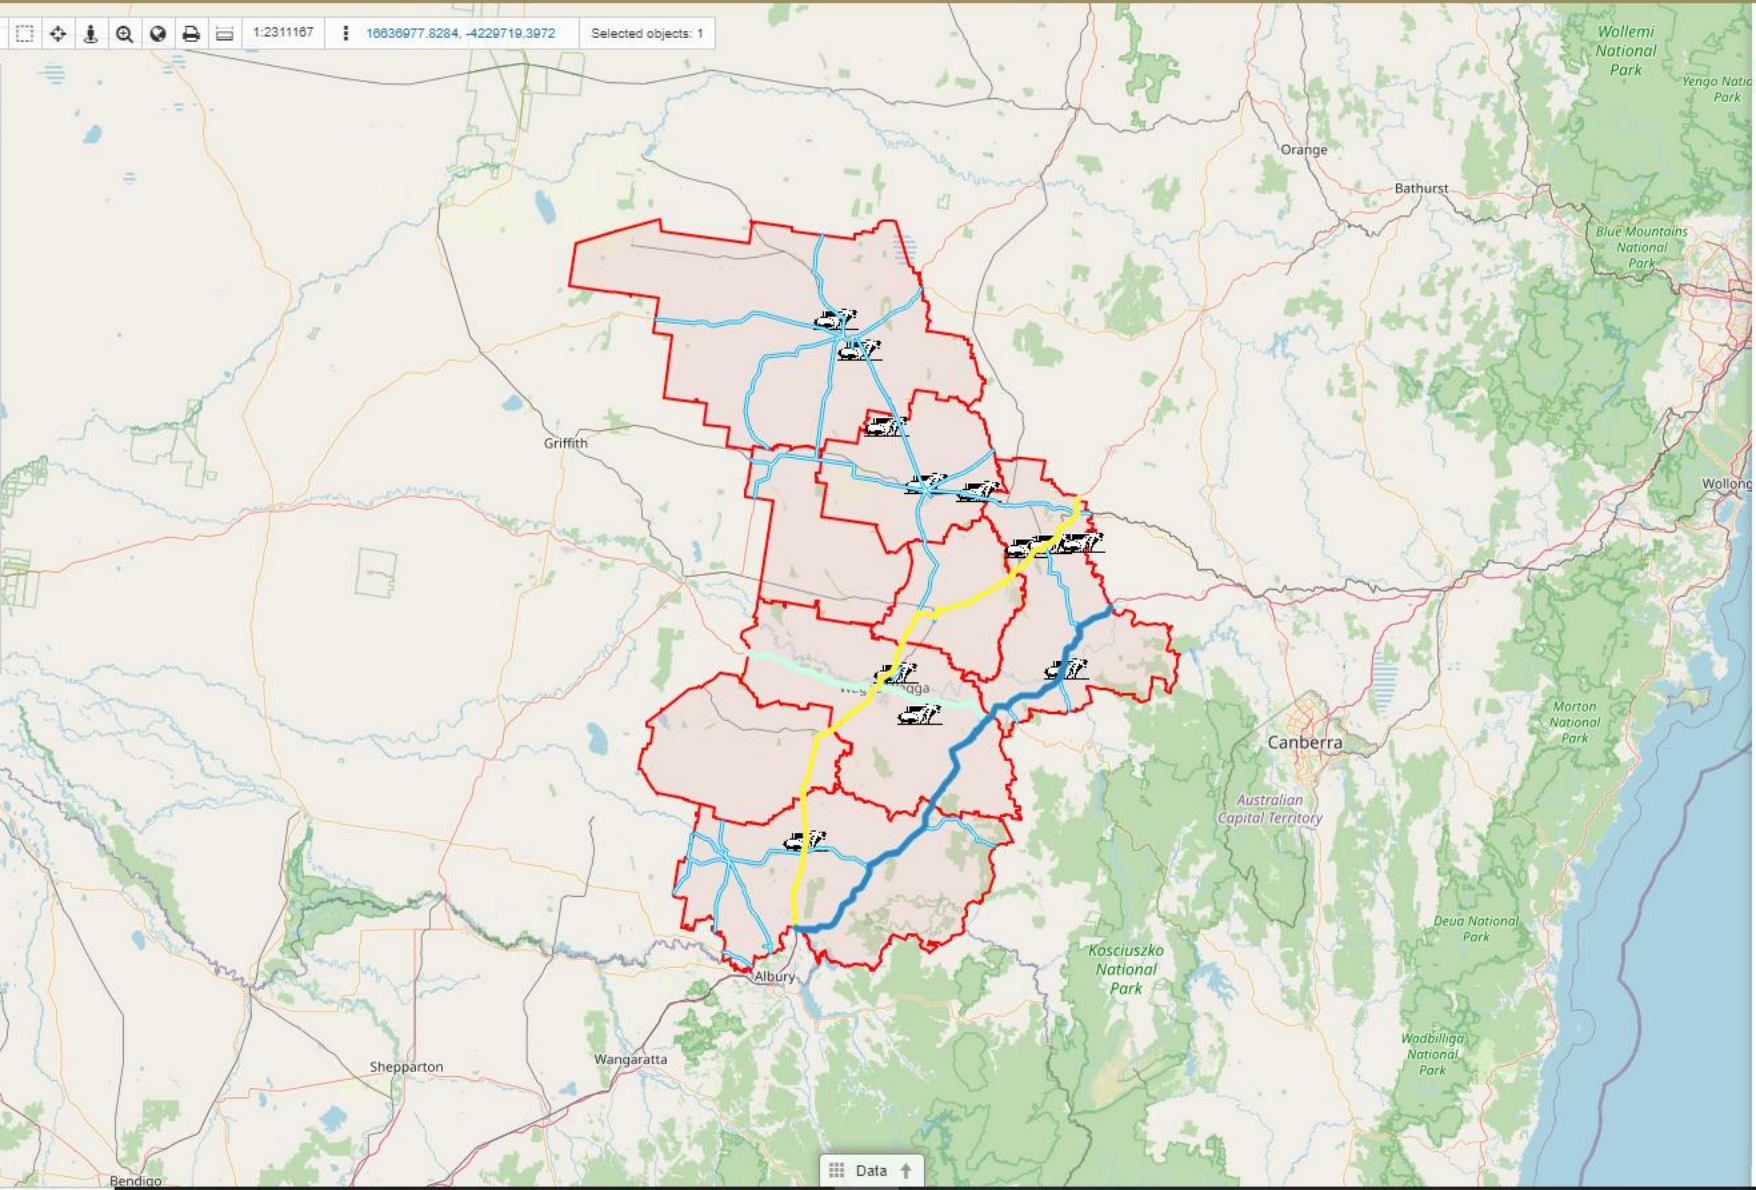 1:2311167
16636977.8284, -4229719.3972
Selected objects: 1
Wollemi
National
Park
Yengo Natio
Park
Orange
Bathurst
Blue Mountains
National
Park
Griffith
Wollong
Morton
National
Park
Canberra
Australian
Capital Territory
Deua National
Park
Kosciuszko
National
Park
Albury
Wadbilliga
National
Park
Wangaratta
Shepparton
Data
Bendigo